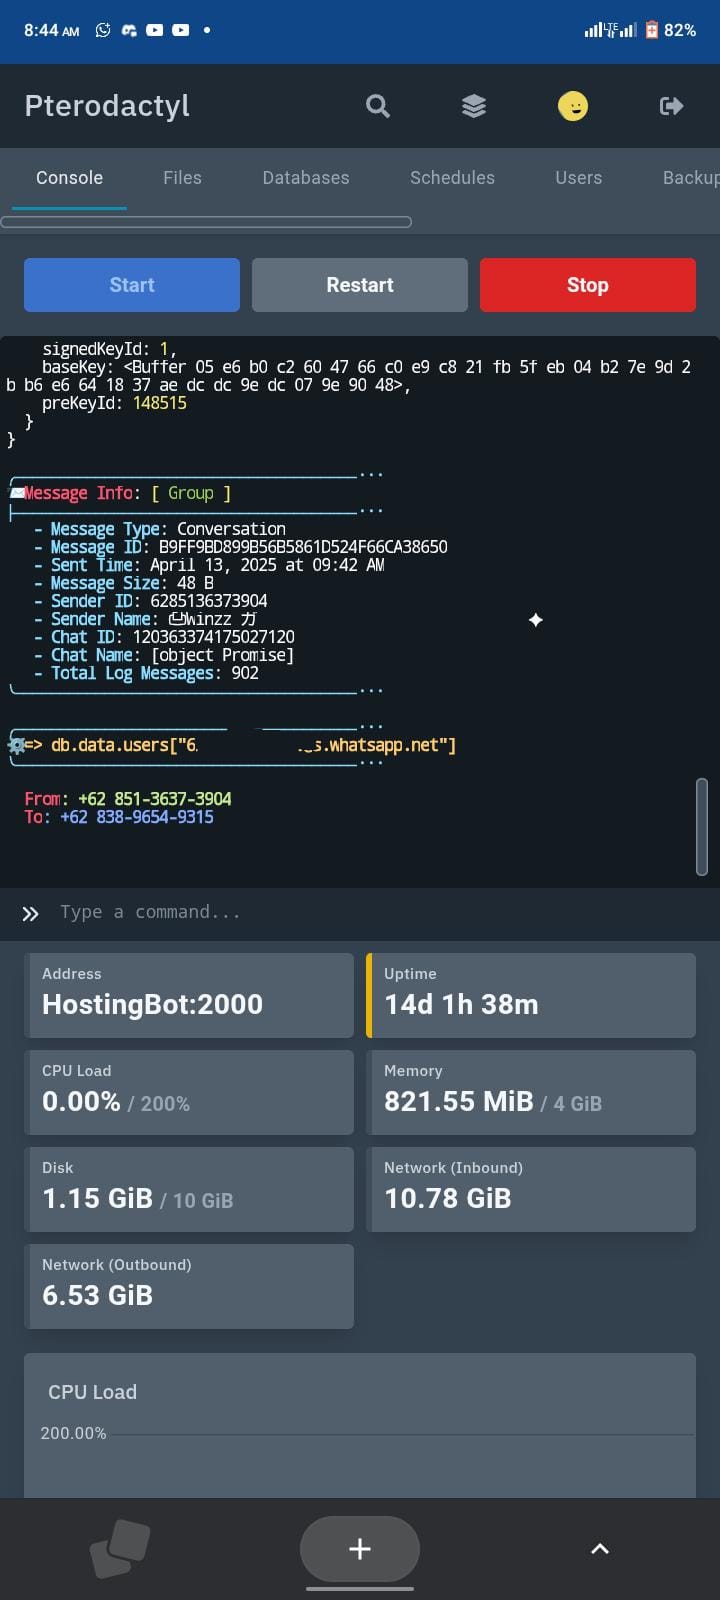 8:44 AM
LTE
82%
Pterodactyl
Console Files Databases Schedules Users Backup
Start Restart Stop
signedKeyId: 1,
baseKey: <Buffer 05 e6 b0 c2 60 47 66 c0 e9 c8 21 fb 5f eb 04 b2 7e 9d 2
b b6 e6 64 18 37 ae dc dc 9e dc 07 9e 90 48>,
preKeyId: 148515
}
}
Message Info: [ Group ]
- Message Type: Conversation
- Message ID: B9FF9BD899B56B5861D524F66CA38650
- Sent Time: April 13, 2025 at 09:42 AM
- Message Size: 48 B
- Sender ID: 6285136373904
- Sender Name: Winzz ガ
- Chat ID: 120363374175027120
- Chat Name: [object Promise]
- Total Log Messages: 902
=> db.data.users["6 s.whatsapp.net"]
From: +62 851-3637-3904
To: +62 838-9654-9315
Type a command...
Address
HostingBot:2000
Uptime
14d 1h 38m
CPU Load
0.00% / 200%
Memory
821.55 MiB / 4 GiB
Disk
1.15 GiB / 10 GiB
Network (Inbound)
10.78 GiB
Network (Outbound)
6.53 GiB
CPU Load
200.00%